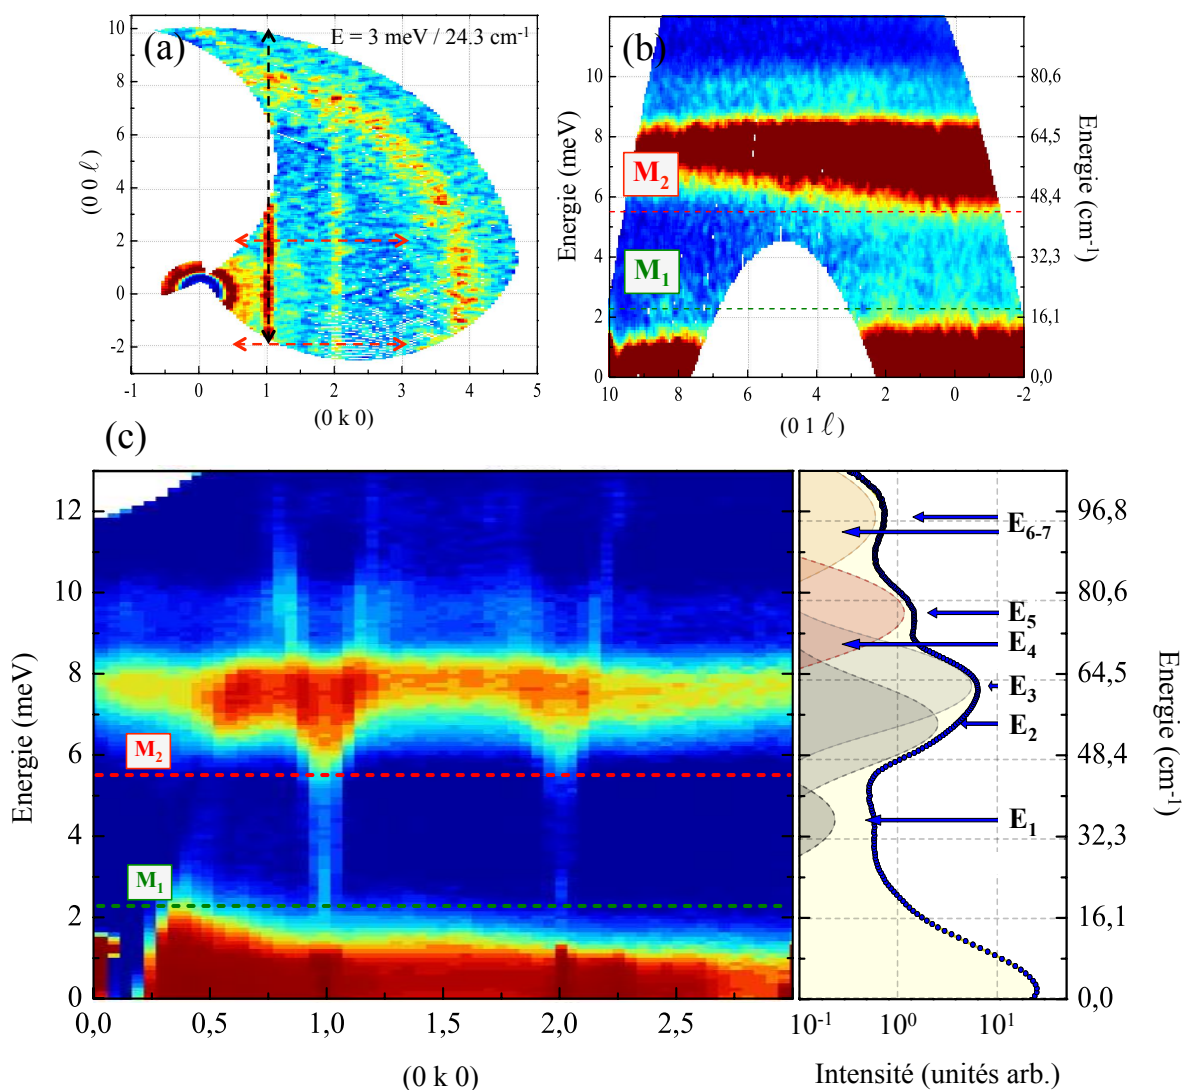 (a)
E = 3 meV / 24.3 cm⁻¹
(0 0 ℓ)
10
8
6
4
2
0
-2
-1
0
1
2
3
4
5
(0 k 0)
(b)
Energie (meV)
10
8
6
4
2
0
M₂
M₁
80,6
64,5
48,4
32,3
16,1
0,0
Energie (cm⁻¹)
10
8
6
4
2
0
-2
(0 1 ℓ)
(c)
Energie (meV)
12
10
8
6
4
2
0
M₂
M₁
0,0
0,5
1,0
1,5
2,0
2,5
(0 k 0)
E₆₋₇
E₅
E₄
E₃
E₂
E₁
96,8
80,6
64,5
48,4
32,3
16,1
0,0
Energie (cm⁻¹)
10⁻¹
10⁰
10¹
Intensité (unités arb.)